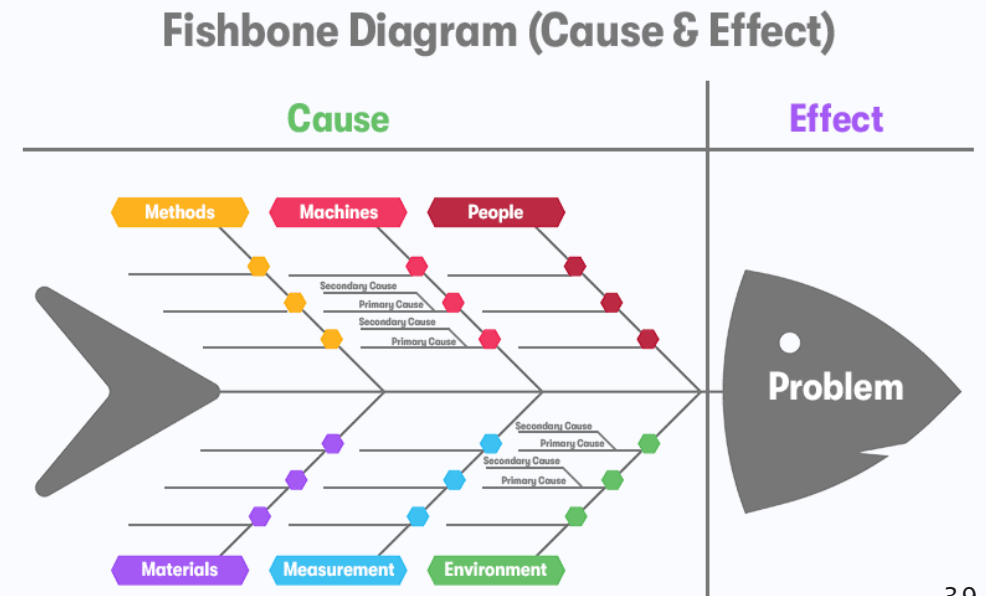 Fishbone Diagram (Cause & Effect)
Cause
Effect
Methods
Machines
People
Secondary Cause
Primary Cause
Secondary Cause
Primary Cause
Problem
Secondary Cause
Primary Cause
Secondary Cause
Primary Cause
Materials
Measurement
Environment